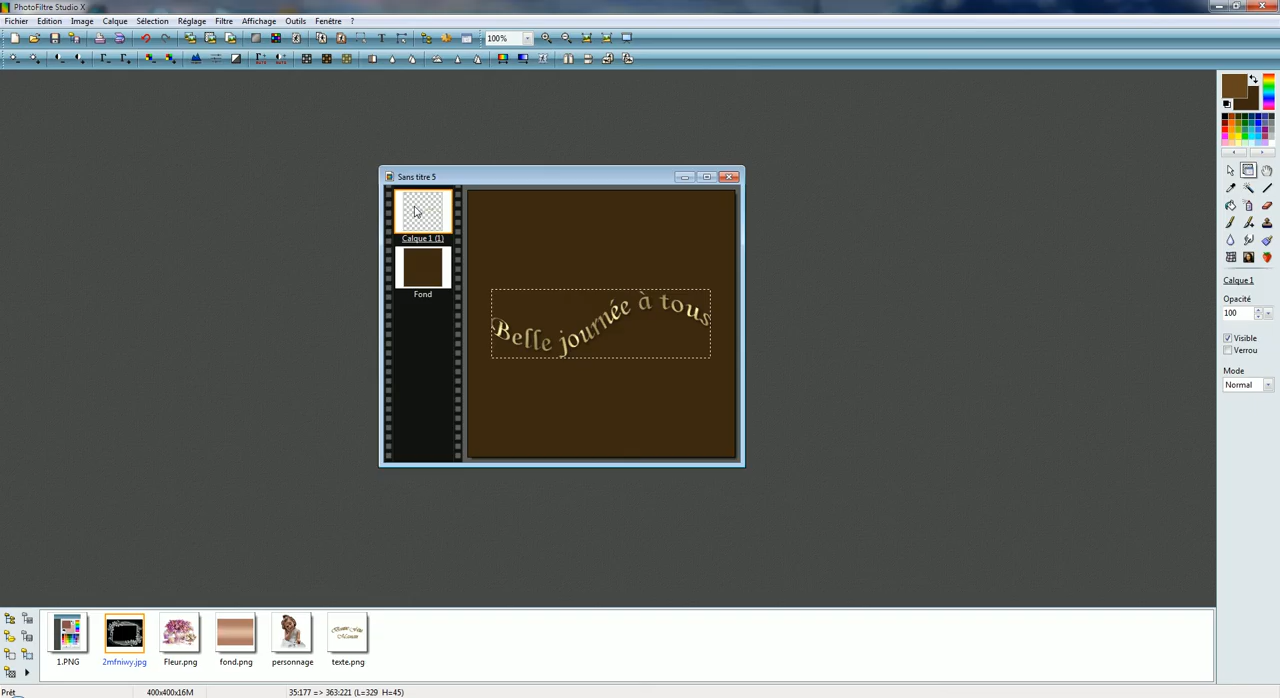 PhotoFiltre Studio X
Fichier Edition Image Calque Sélection Réglage Filtre Affichage Outils Fenêtre ?
100%
Sans titre 5
Calque 1 (1)
Fond
Belle journée à tous
Calque 1
Opacité
100
Visible
Verrou
Mode
Normal
1.PNG 2mfniwy.jpg Fleur.png fond.png personnage texte.png
Prêt 400x400x16M 35:177 => 363:221 (L=329 H=45)